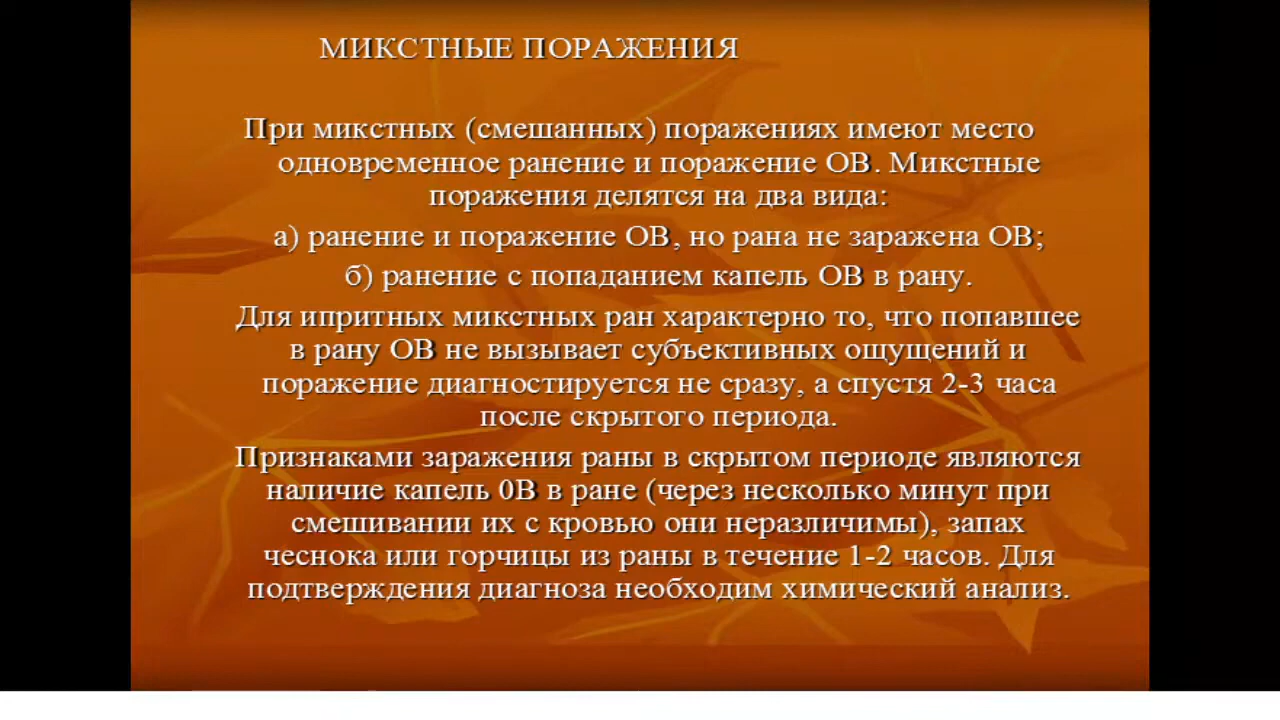 МИКСТНЫЕ ПОРАЖЕНИЯ
При микстных (смешанных) поражениях имеют место
одновременное ранение и поражение ОВ. Микстные
поражения делятся на два вида:
а) ранение и поражение ОВ, но рана не заражена ОВ;
б) ранение с попаданием капель ОВ в рану.
Для ипритных микстных ран характерно то, что попавшее
в рану ОВ не вызывает субъективных ощущений и
поражение диагностируется не сразу, а спустя 2-3 часа
после скрытого периода.
Признаками заражения раны в скрытом периоде являются
наличие капель 0В в ране (через несколько минут при
смешивании их с кровью они неразличимы), запах
чеснока или горчицы из раны в течение 1-2 часов. Для
подтверждения диагноза необходим химический анализ.